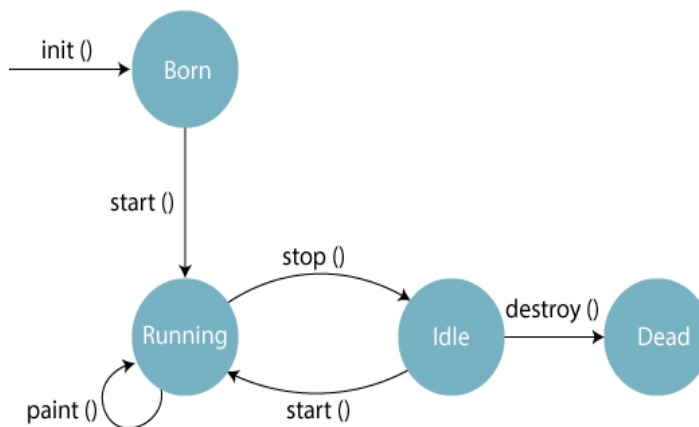 init ()
Born
start ()
stop ()
Running
Idle
destroy ()
Dead
paint ()
start ()